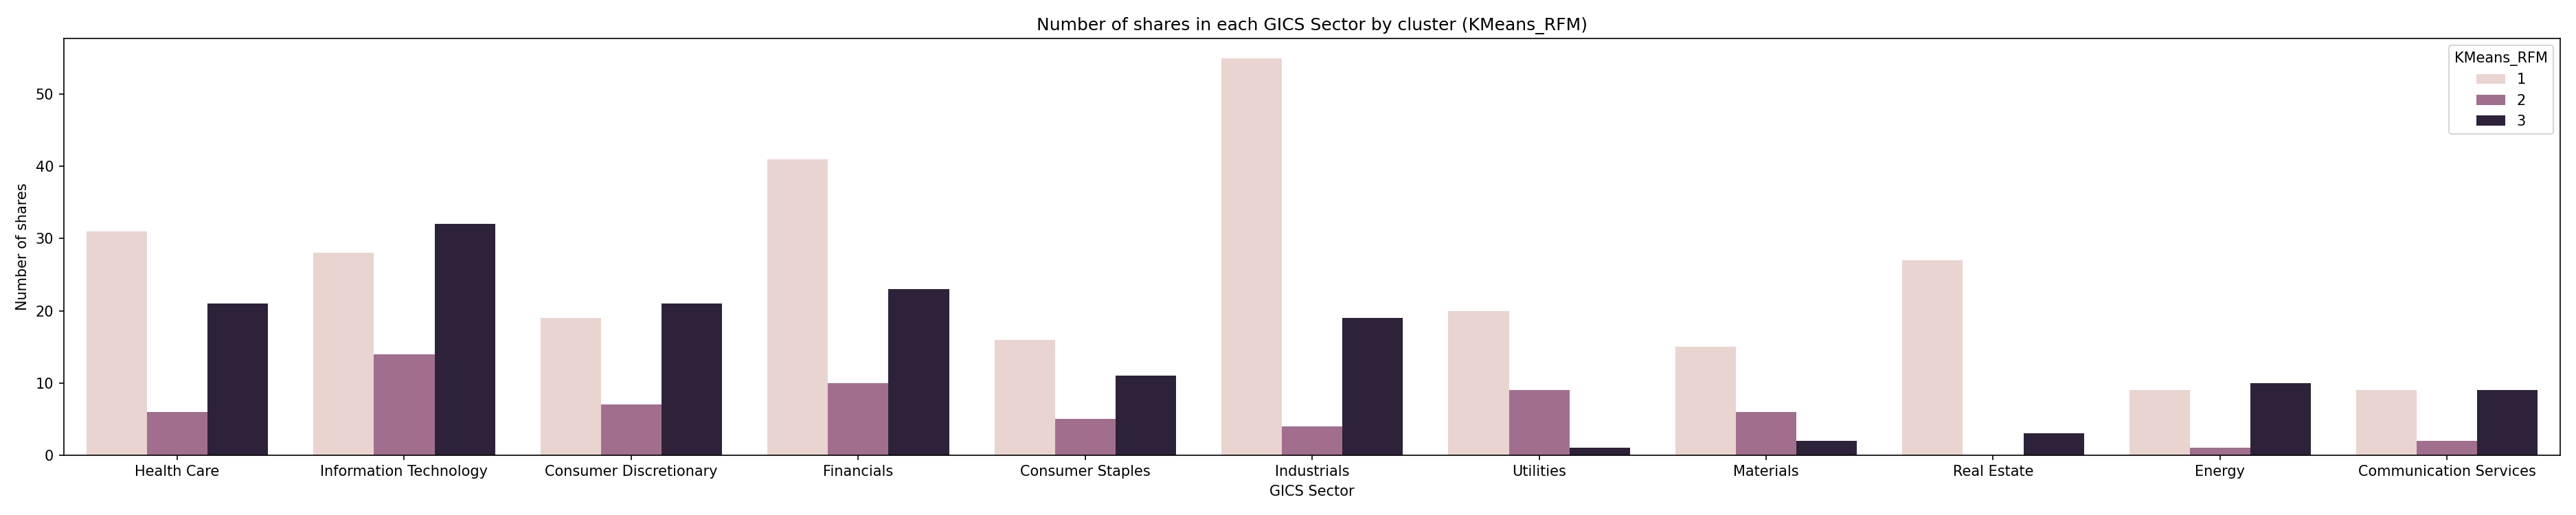 Number of shares in each GICS Sector by cluster (KMeans_RFM)
KMeans_RFM
1
2
3
Number of shares
50
40
30
20
10
0
Health Care
Information Technology
Consumer Discretionary
Financials
Consumer Staples
Industrials
Utilities
Materials
Real Estate
Energy
Communication Services
GICS Sector